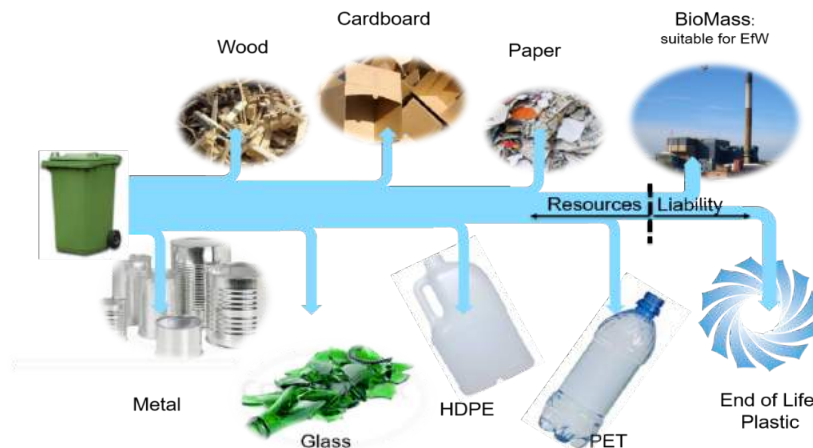 Cardboard
BioMass:
suitable for EfW
Wood
Paper
Resources
Liability
Metal
Glass
HDPE
PET
End of Life
Plastic